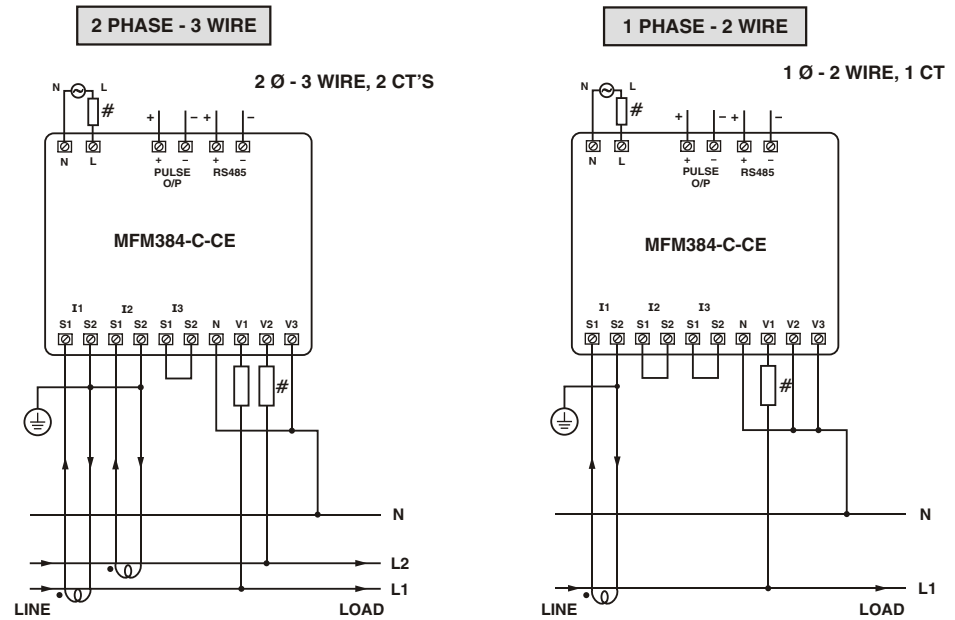 2 PHASE - 3 WIRE
2 Ø - 3 WIRE, 2 CT'S
N L
#
+ – + –
N L + – + –
PULSE O/P RS485
MFM384-C-CE
I1 I2 I3
S1 S2 S1 S2 S1 S2 N V1 V2 V3
#
N
L2
L1
LINE LOAD
1 PHASE - 2 WIRE
1 Ø - 2 WIRE, 1 CT
N L
#
+ – + –
N L + – + –
PULSE O/P RS485
MFM384-C-CE
I1 I2 I3
S1 S2 S1 S2 S1 S2 N V1 V2 V3
#
N
L1
LINE LOAD